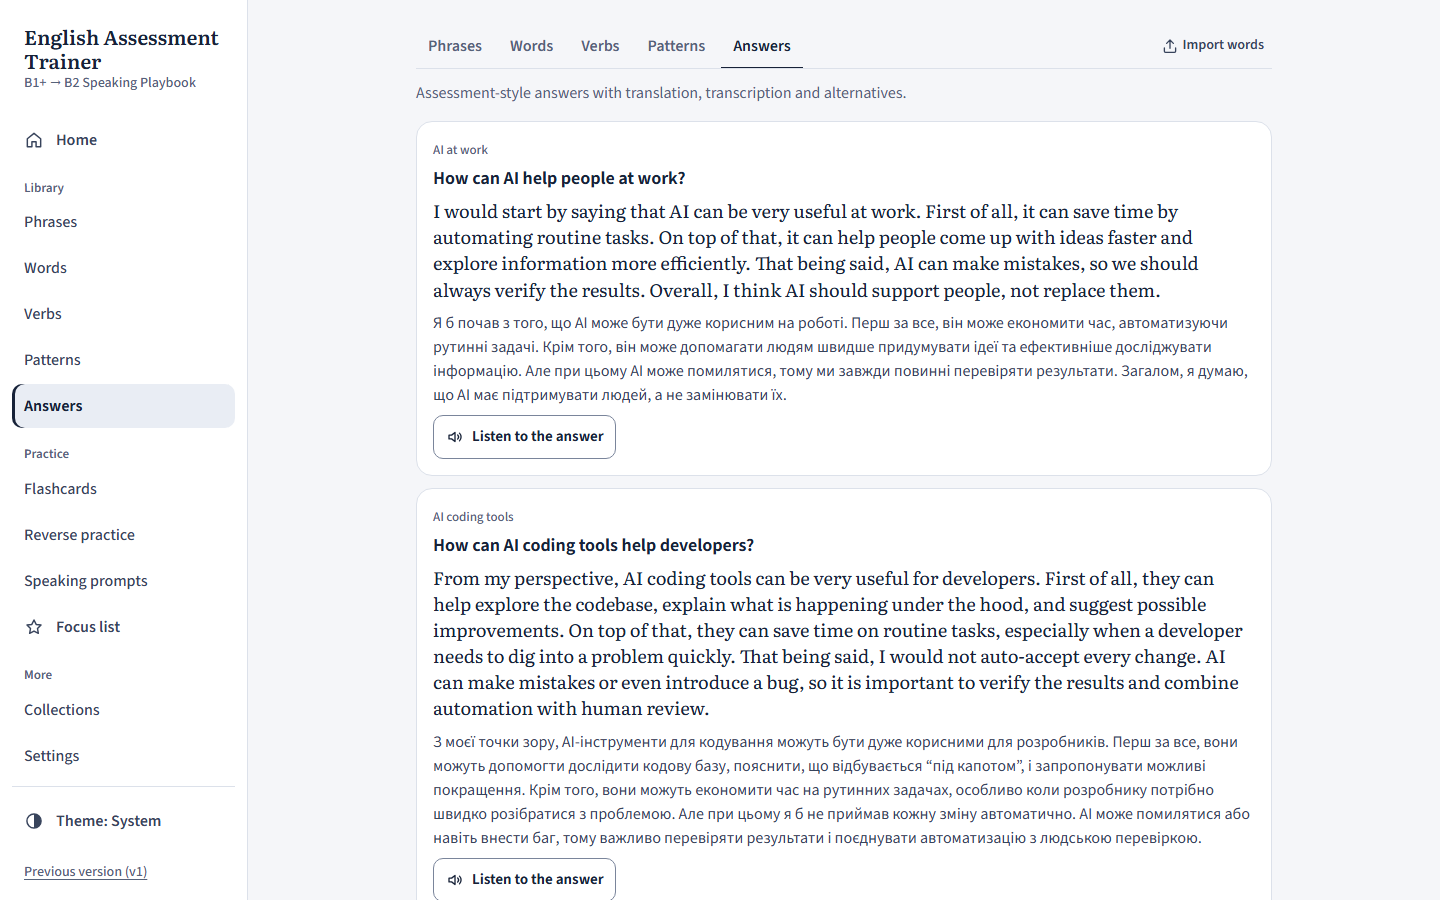 English Assessment
Trainer
B1+ → B2 Speaking Playbook
Home
Library
Phrases
Words
Verbs
Patterns
Answers
Practice
Flashcards
Reverse practice
Speaking prompts
Focus list
More
Collections
Settings
Theme: System
Previous version (v1)
Phrases Words Verbs Patterns Answers Import words
Assessment-style answers with translation, transcription and alternatives.
AI at work
How can AI help people at work?
I would start by saying that AI can be very useful at work. First of all, it can save time by
automating routine tasks. On top of that, it can help people come up with ideas faster and
explore information more efficiently. That being said, AI can make mistakes, so we should
always verify the results. Overall, I think AI should support people, not replace them.
Я б почав з того, що AI може бути дуже корисним на роботі. Перш за все, він може економити час, автоматизуючи
рутинні задачі. Крім того, він може допомагати людям швидше придумувати ідеї та ефективніше досліджувати
інформацію. Але при цьому AI може помилятися, тому ми завжди повинні перевіряти результати. Загалом, я думаю,
що AI має підтримувати людей, а не замінювати їх.
Listen to the answer
AI coding tools
How can AI coding tools help developers?
From my perspective, AI coding tools can be very useful for developers. First of all, they can
help explore the codebase, explain what is happening under the hood, and suggest possible
improvements. On top of that, they can save time on routine tasks, especially when a developer
needs to dig into a problem quickly. That being said, I would not auto-accept every change. AI
can make mistakes or even introduce a bug, so it is important to verify the results and combine
automation with human review.
З моєї точки зору, AI-інструменти для кодування можуть бути дуже корисними для розробників. Перш за все, вони
можуть допомогти дослідити кодову базу, пояснити, що відбувається “під капотом”, і запропонувати можливі
покращення. Крім того, вони можуть економити час на рутинних задачах, особливо коли розробнику потрібно
швидко розібратися з проблемою. Але при цьому я б не приймав кожну зміну автоматично. AI може помилятися або
навіть внести баг, тому важливо перевіряти результати і поєднувати автоматизацію з людською перевіркою.
Listen to the answer